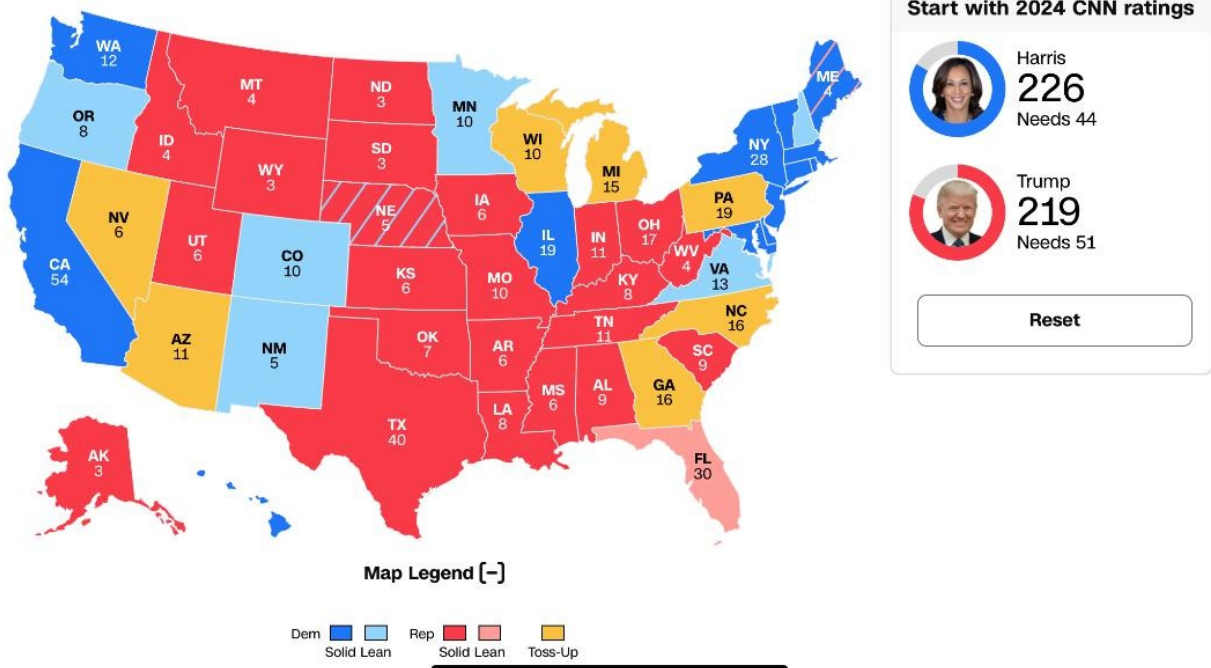 Start with 2024 CNN ratings
Harris
226
Needs 44
Trump
219
Needs 51
Reset
WA
12
OR
8
CA
54
NV
6
ID
4
MT
4
WY
3
UT
6
AZ
11
CO
10
NM
5
ND
3
SD
3
NE
5
KS
6
OK
7
TX
40
MN
10
IA
6
MO
10
AR
6
LA
8
WI
10
IL
19
MI
15
IN
11
OH
17
KY
8
TN
11
MS
6
AL
9
GA
16
FL
30
SC
9
NC
16
VA
13
WV
4
PA
19
NY
28
ME
4
AK
3
Map Legend [−]
Dem
Rep
Solid Lean
Solid Lean
Toss-Up